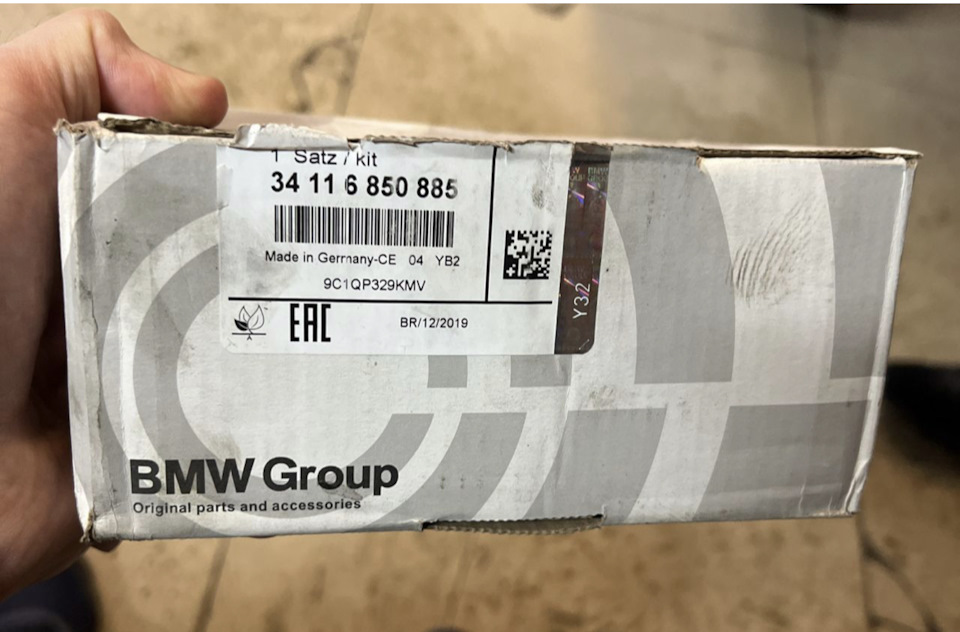 1 Satz / kit
34 11 6 850 885
Made in Germany-CE 04 YB2
9C1QP329KMV
EAC
BR/12/2019
Y32
BMW Group
Original parts and accessories